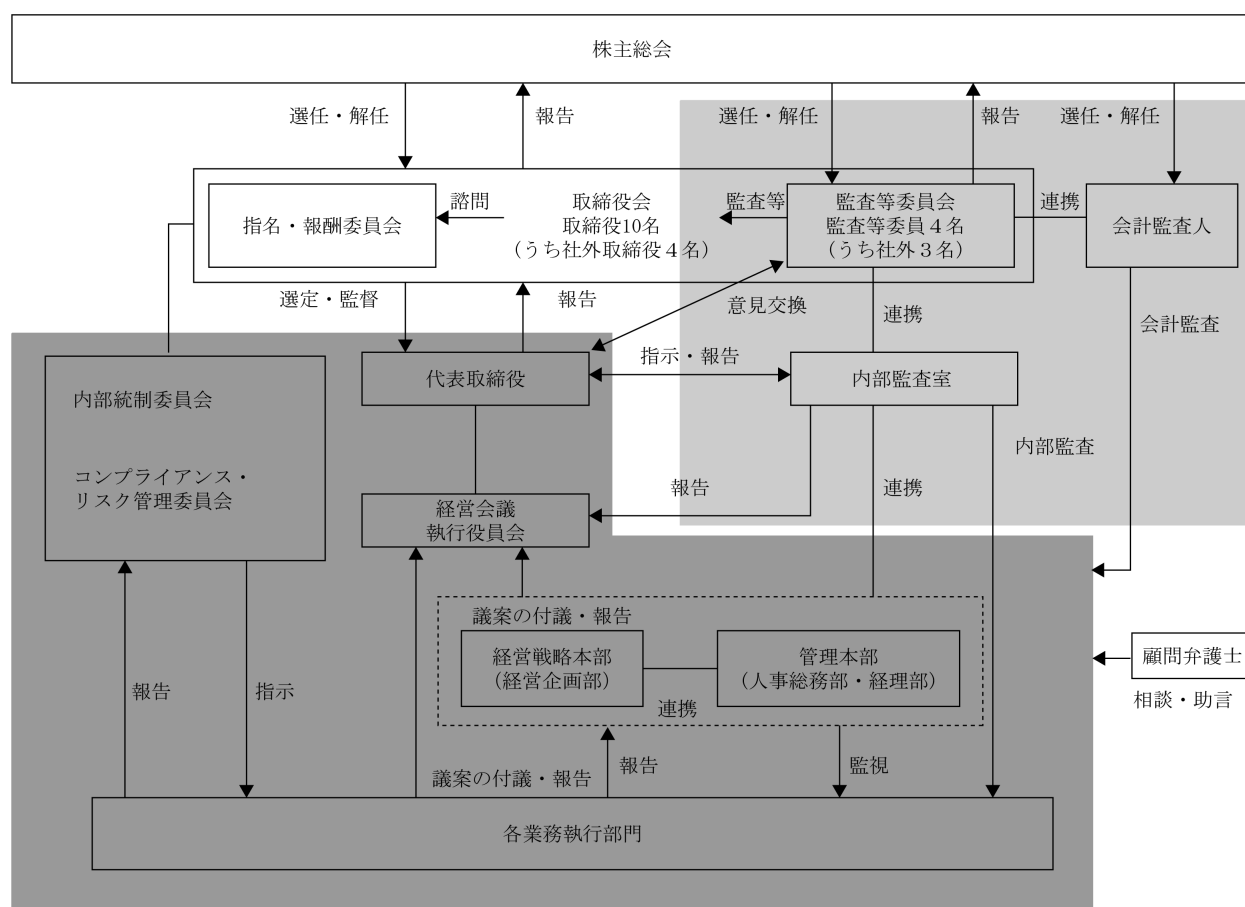 株主総会
選任・解任
報告
選任・解任
報告
選任・解任
指名・報酬委員会
諮問
取締役会
取締役10名
(うち社外取締役４名)
監査等
監査等委員会
監査等委員４名
(うち社外３名)
連携
会計監査人
選定・監督
報告
意見交換
連携
会計監査
代表取締役
指示・報告
内部監査室
内部統制委員会
コンプライアンス・
リスク管理委員会
内部監査
報告
連携
経営会議
執行役員会
議案の付議・報告
経営戦略本部
(経営企画部)
管理本部
(人事総務部・経理部)
連携
顧問弁護士
相談・助言
報告
指示
議案の付議・報告
報告
監視
各業務執行部門